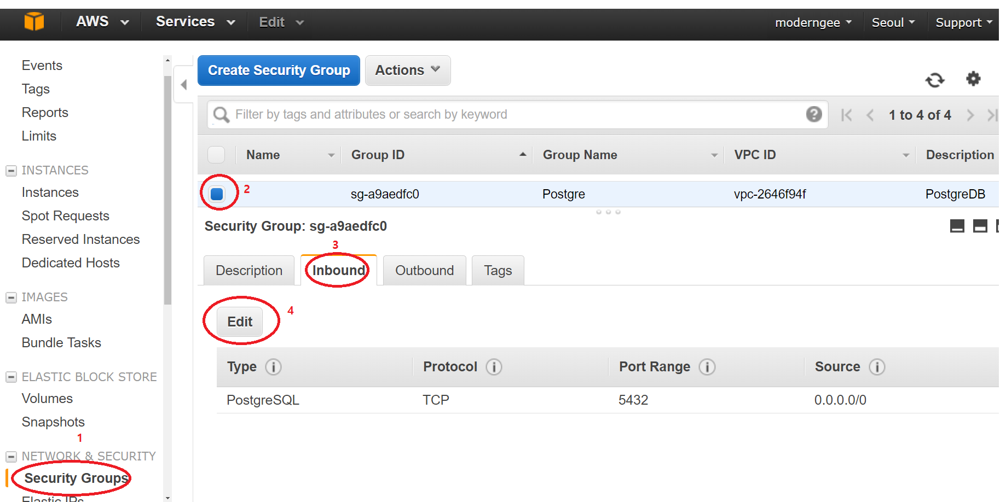 AWS Services Edit moderngee Seoul Support
Events
Tags
Reports
Limits
INSTANCES
Instances
Spot Requests
Reserved Instances
Dedicated Hosts
IMAGES
AMIs
Bundle Tasks
ELASTIC BLOCK STORE
Volumes
Snapshots
1
NETWORK & SECURITY
Security Groups
Elastic IPs
Create Security Group Actions
Filter by tags and attributes or search by keyword ? 1 to 4 of 4
Name Group ID Group Name VPC ID Description
2 sg-a9aedfc0 Postgre vpc-2646f94f PostgreDB
Security Group: sg-a9aedfc0
3
Description Inbound Outbound Tags
Edit 4
Type i Protocol i Port Range i Source i
PostgreSQL TCP 5432 0.0.0.0/0